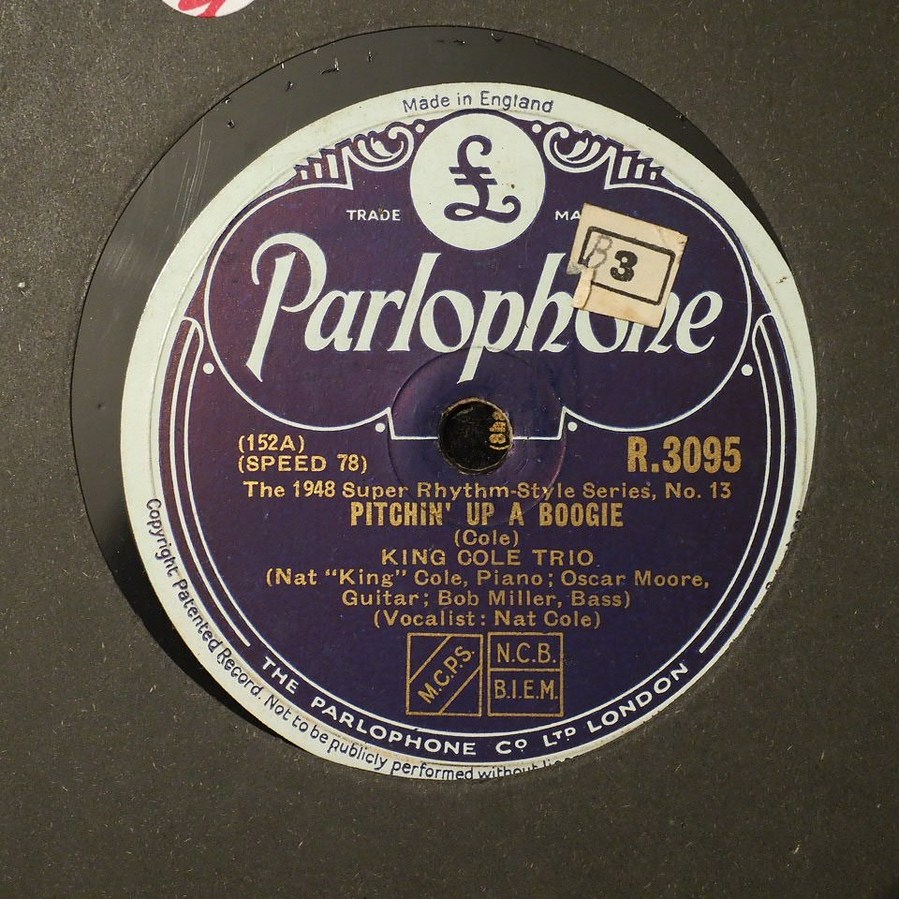 Made in England
£
TRADE MA
B 3
Parlophone
(152A)
(SPEED 78)
R.3095
The 1948 Super Rhythm-Style Series, No. 13
PITCHIN' UP A BOOGIE
(Cole)
KING COLE TRIO
(Nat "King" Cole, Piano; Oscar Moore,
Guitar; Bob Miller, Bass)
(Vocalist: Nat Cole)
M.C.P.S.
N.C.B.
B.I.E.M.
THE PARLOPHONE CO LTD LONDON
Copyright Patented Record. Not to be publicly performed without